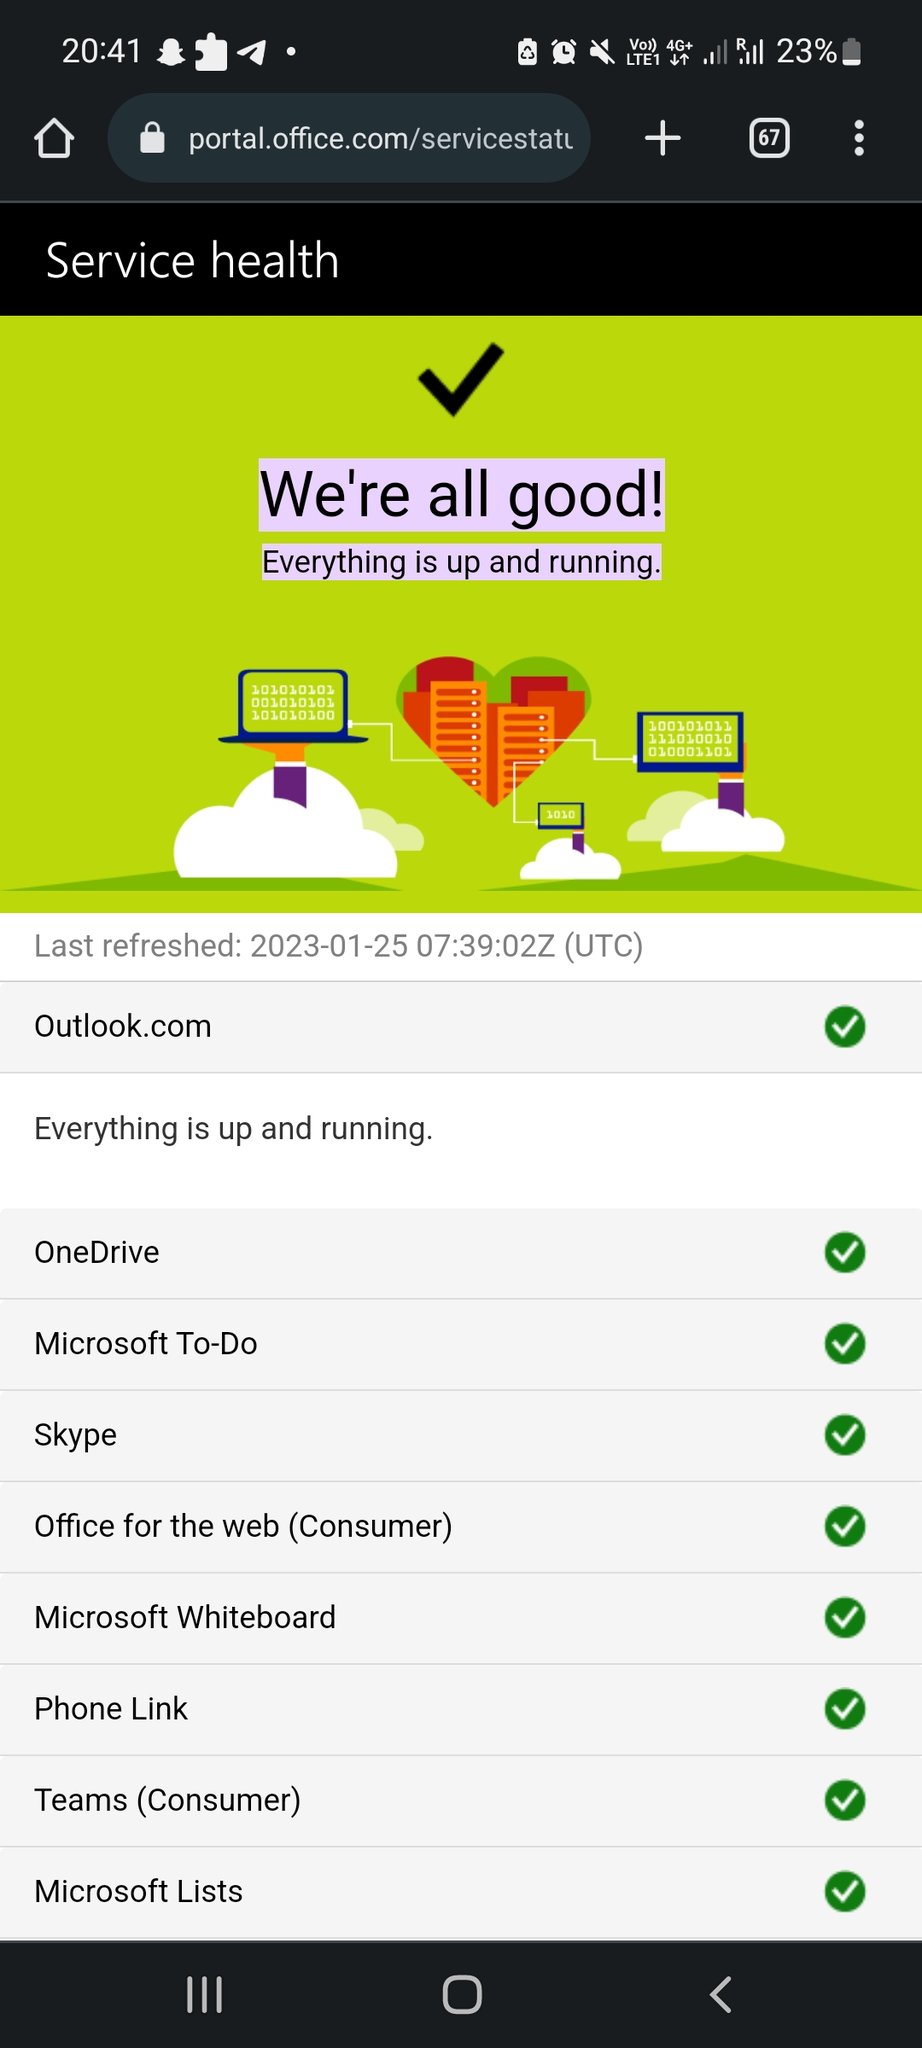 20:41
Vo)) LTE1 4G+ R 23%
portal.office.com/servicestatu
67
Service health
We're all good!
Everything is up and running.
101010101
001010101
101010100
100101011
111010010
010001101
1010
Last refreshed: 2023-01-25 07:39:02Z (UTC)
Outlook.com
Everything is up and running.
OneDrive
Microsoft To-Do
Skype
Office for the web (Consumer)
Microsoft Whiteboard
Phone Link
Teams (Consumer)
Microsoft Lists